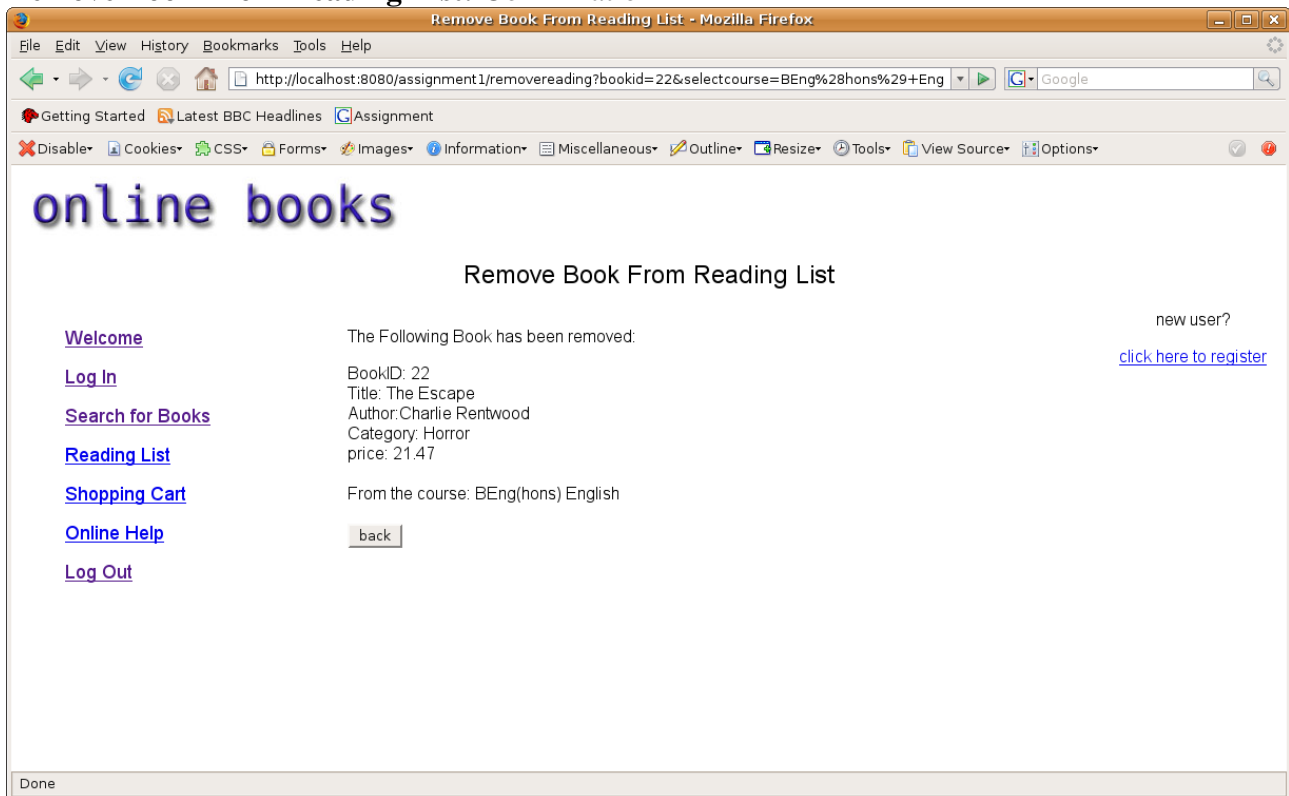 Remove Book From Reading List - Mozilla Firefox
File Edit View History Bookmarks Tools Help
http://localhost:8080/assignment1/removereading?bookid=22&selectcourse=BEng%28hons%29+Eng
G Google
Getting Started Latest BBC Headlines Assignment
Disable Cookies CSS Forms Images Information Miscellaneous Outline Resize Tools View Source Options
online books
Remove Book From Reading List
new user?
click here to register
Welcome
Log In
Search for Books
Reading List
Shopping Cart
Online Help
Log Out
The Following Book has been removed:
BookID: 22
Title: The Escape
Author:Charlie Rentwood
Category: Horror
price: 21.47
From the course: BEng(hons) English
back
Done